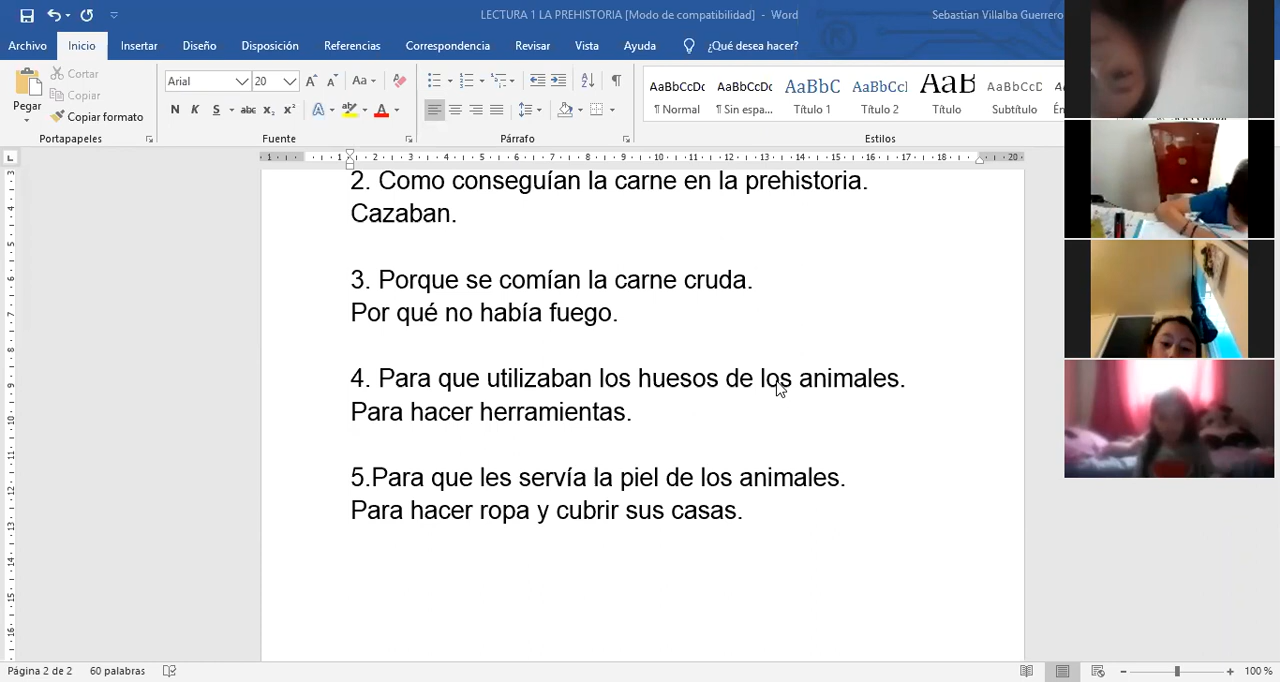 LECTURA 1 LA PREHISTORIA [Modo de compatibilidad] - Word
Sebastian Villalba Guerrero
Archivo Inicio Insertar Diseño Disposición Referencias Correspondencia Revisar Vista Ayuda ¿Qué desea hacer?
Pegar
Cortar
Copiar
Copiar formato
Portapapeles
Arial 20
N K S abc x₂ x²
Fuente
Párrafo
AaBbCcDc AaBbCcDc AaBbC AaBbCcI AaB AaBbCcD
¶ Normal ¶ Sin espa... Título 1 Título 2 Título Subtítulo
Estilos
2. Como conseguían la carne en la prehistoria.
Cazaban.
3. Porque se comían la carne cruda.
Por qué no había fuego.
4. Para que utilizaban los huesos de los animales.
Para hacer herramientas.
5.Para que les servía la piel de los animales.
Para hacer ropa y cubrir sus casas.
Página 2 de 2 60 palabras
100 %